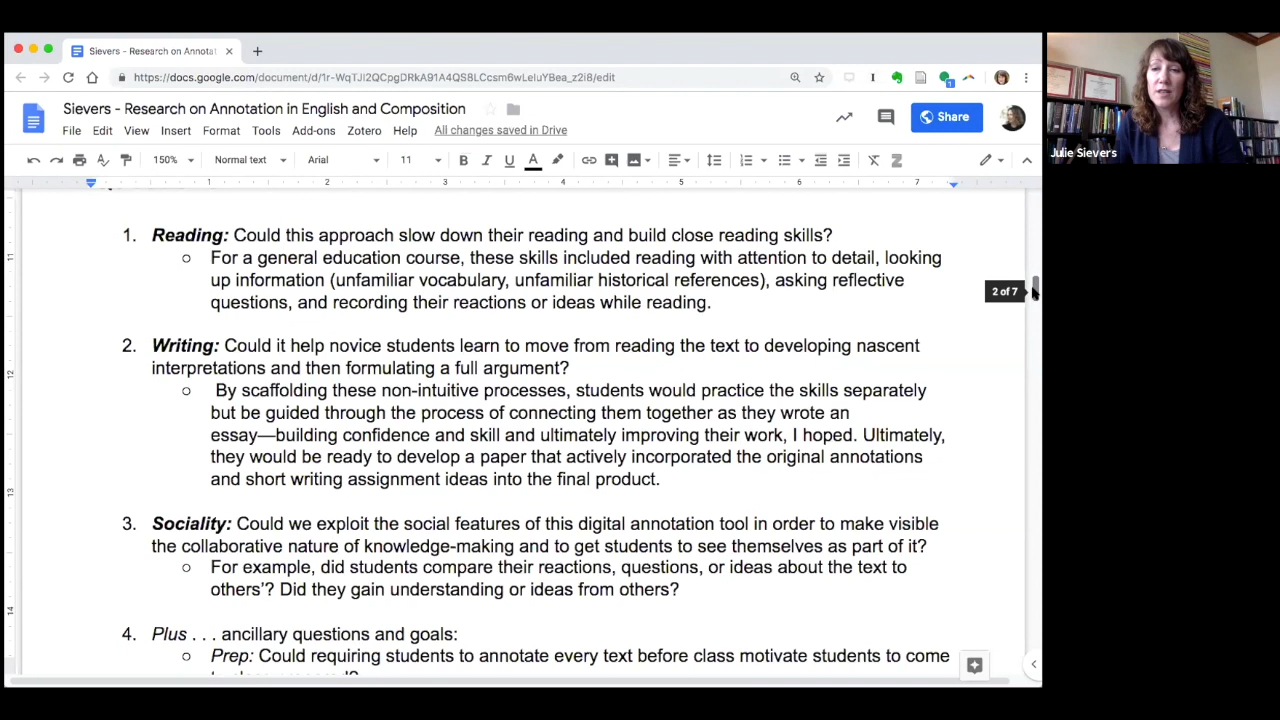 Sievers - Research on Annotat
https://docs.google.com/document/d/1r-WqTJI2QCpgDRkA91A4QS8LCcsm6wLeIuYBea_z2i8/edit
Sievers - Research on Annotation in English and Composition
File Edit View Insert Format Tools Add-ons Zotero Help All changes saved in Drive
Share
Julie Sievers
150% Normal text Arial 11 B I U A
1 2 3 4 5 6 7
1. Reading: Could this approach slow down their reading and build close reading skills?
For a general education course, these skills included reading with attention to detail, looking
up information (unfamiliar vocabulary, unfamiliar historical references), asking reflective
questions, and recording their reactions or ideas while reading.
2 of 7
2. Writing: Could it help novice students learn to move from reading the text to developing nascent
interpretations and then formulating a full argument?
By scaffolding these non-intuitive processes, students would practice the skills separately
but be guided through the process of connecting them together as they wrote an
essay—building confidence and skill and ultimately improving their work, I hoped. Ultimately,
they would be ready to develop a paper that actively incorporated the original annotations
and short writing assignment ideas into the final product.
3. Sociality: Could we exploit the social features of this digital annotation tool in order to make visible
the collaborative nature of knowledge-making and to get students to see themselves as part of it?
For example, did students compare their reactions, questions, or ideas about the text to
others'? Did they gain understanding or ideas from others?
4. Plus . . . ancillary questions and goals:
Prep: Could requiring students to annotate every text before class motivate students to come